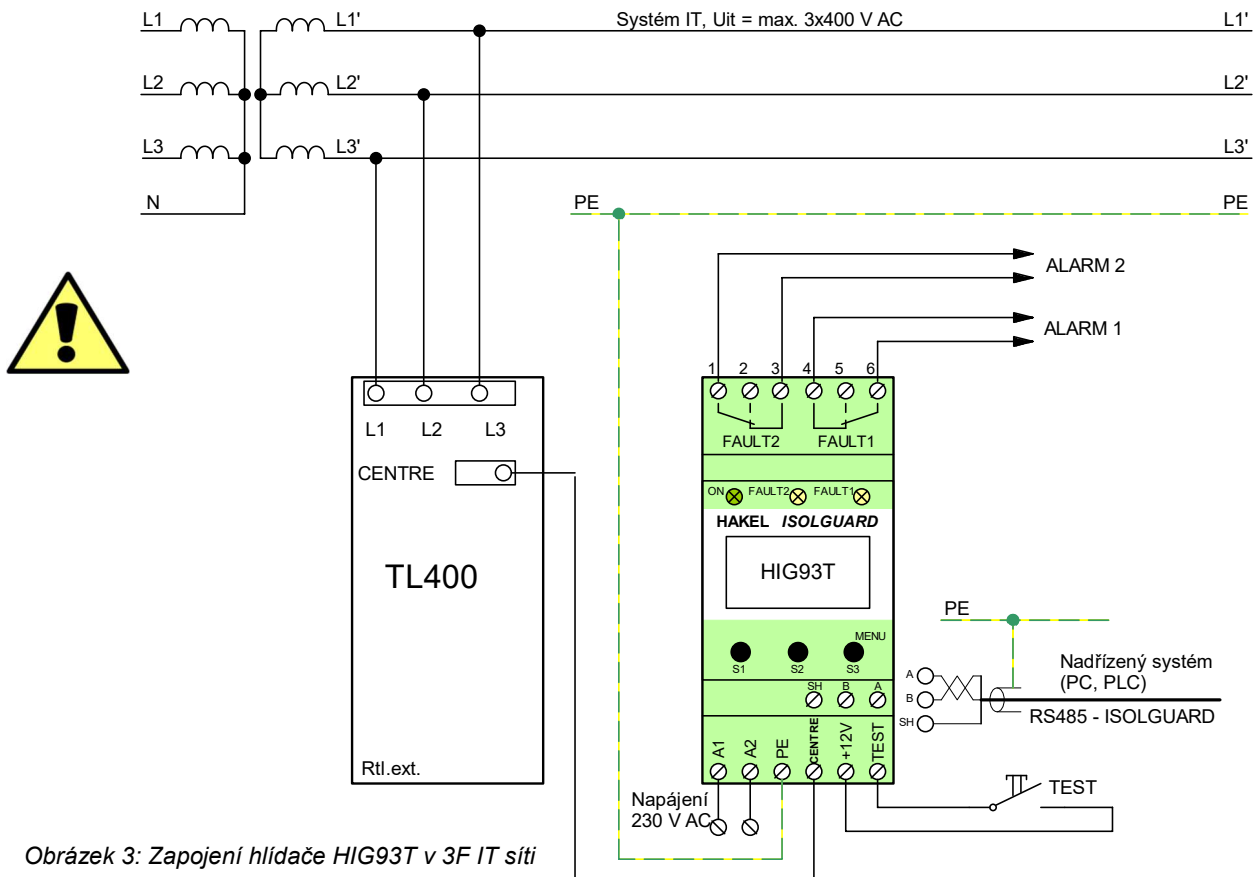 L1 L1' Systém IT, Uit = max. 3x400 V AC L1'
L2 L2' L2'
L3 L3' L3'
N
PE PE
ALARM 2
ALARM 1
1 2 3 4 5 6
L1 L2 L3
FAULT2 FAULT1
CENTRE
ON FAULT2 FAULT1
HAKEL ISOLGUARD
TL400
HIG93T
PE
MENU
S1 S2 S3
Nadřízený systém
(PC, PLC)
A
B
SH
SH B A
RS485 - ISOLGUARD
A1 A2 PE CENTRE +12V TEST
Rtl.ext.
TEST
Napájení
230 V AC
Obrázek 3: Zapojení hlídače HIG93T v 3F IT síti